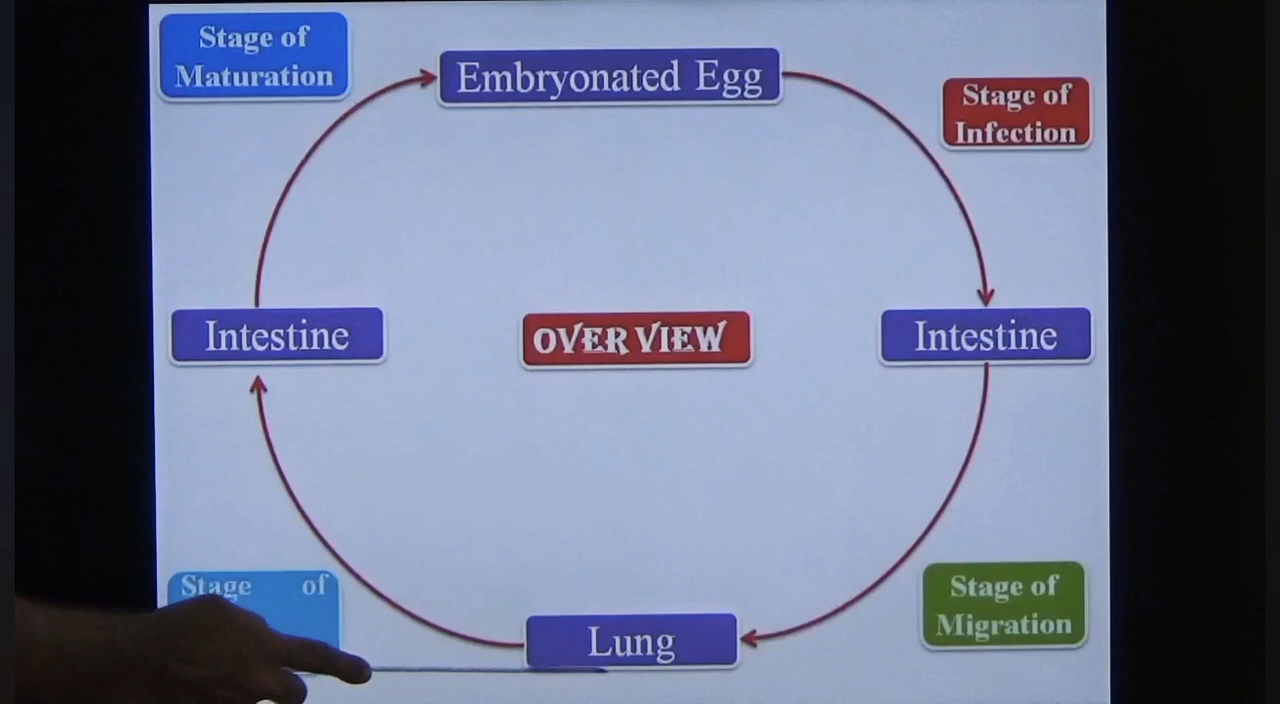 Stage of
Maturation
Embryonated Egg
Stage of
Infection
Intestine
OVER VIEW
Intestine
Stage of
Stage of
Migration
Lung